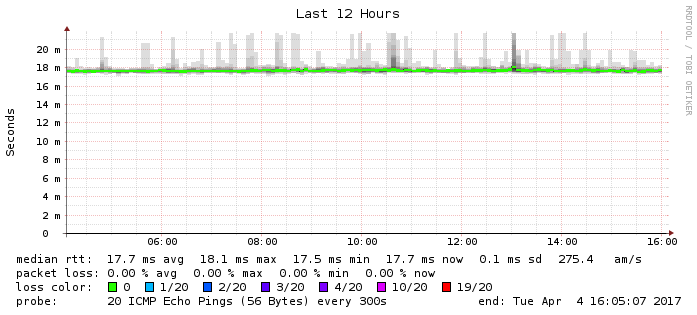 Last 12 Hours
RRDTOOL / TOBI OETIKER
Seconds
20 m
18 m
16 m
14 m
12 m
10 m
8 m
6 m
4 m
2 m
0
06:00 08:00 10:00 12:00 14:00 16:00
median rtt: 17.7 ms avg 18.1 ms max 17.5 ms min 17.7 ms now 0.1 ms sd 275.4 am/s
packet loss: 0.00 % avg 0.00 % max 0.00 % min 0.00 % now
loss color: 0 1/20 2/20 3/20 4/20 10/20 19/20
probe: 20 ICMP Echo Pings (56 Bytes) every 300s end: Tue Apr 4 16:05:07 2017